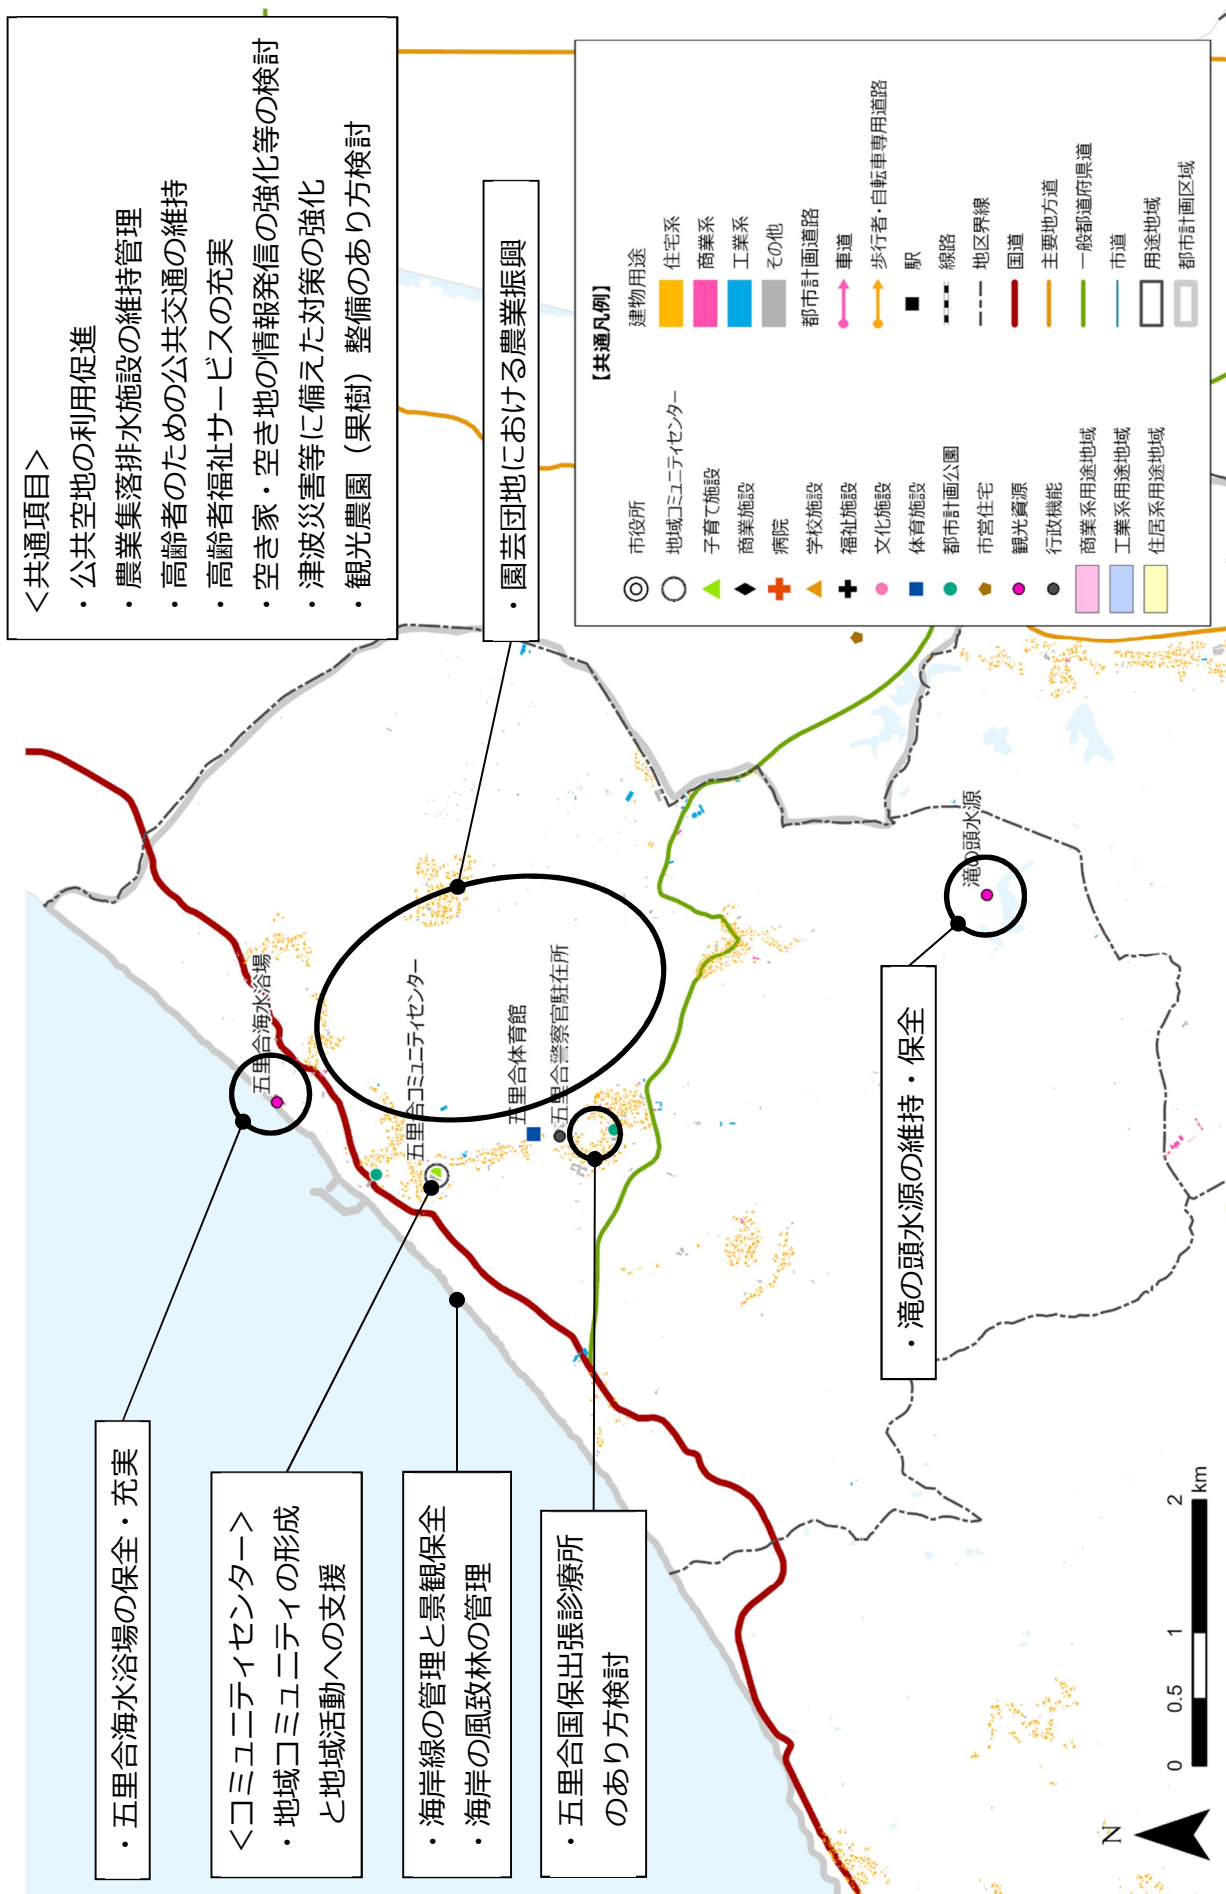 ＜共通項目＞
・公共空地の利用促進
・農業集落排水施設の維持管理
・高齢者のための公共交通の維持
・高齢者福祉サービスの充実
・空き家・空き地の情報発信の強化等の検討
・津波災害等に備えた対策の強化
・観光農園（果樹） 整備のあり方検討
・園芸団地における農業振興
・五里合海水浴場の保全・充実
＜コミュニティセンター＞
・地域コミュニティの形成
と地域活動への支援
・海岸線の管理と景観保全
・海岸の風致林の管理
・五里合国保出張診療所
のあり方検討
・滝の頭水源の維持・保全
五里合海水浴場
五里合コミュニティセンター
五里合体育館
五里合警察官駐在所
滝の頭水源
【共通凡例】
市役所
地域コミュニティセンター
子育て施設
商業施設
病院
学校施設
福祉施設
文化施設
体育施設
都市計画公園
市営住宅
観光資源
行政機能
商業系用途地域
工業系用途地域
住居系用途地域
建物用途
住宅系
商業系
工業系
その他
都市計画道路
車道
歩行者・自転車専用道路
駅
線路
地区界線
国道
主要地方道
一般都道府県道
市道
用途地域
都市計画区域
N
0 0.5 1 2
km